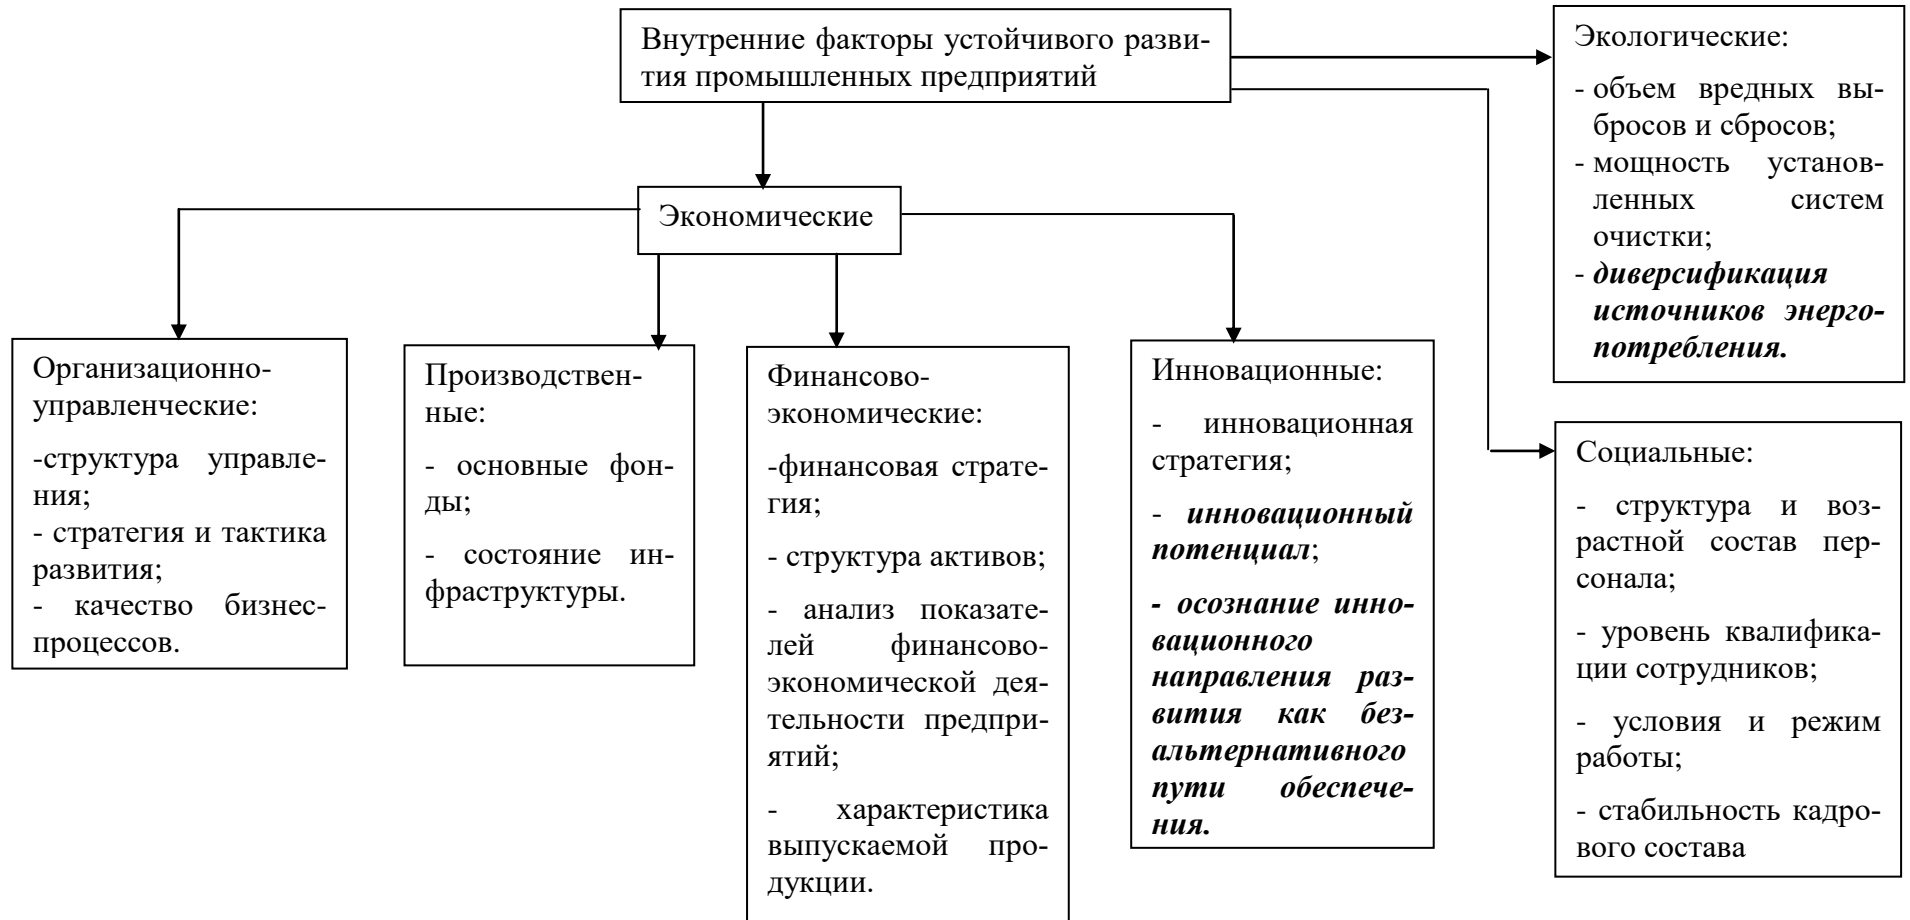 Внутренние факторы устойчивого разви-
тия промышленных предприятий
Экологические:
- объем вредных вы-
бросов и сбросов;
- мощность установ-
ленных систем
очистки;
- диверсификация
источников энерго-
потребления.
Экономические
Организационно-
управленческие:
-структура управле-
ния;
- стратегия и тактика
развития;
- качество бизнес-
процессов.
Производствен-
ные:
- основные фон-
ды;
- состояние ин-
фраструктуры.
Финансово-
экономические:
-финансовая страте-
гия;
- структура активов;
- анализ показате-
лей финансово-
экономической дея-
тельности предпри-
ятий;
- характеристика
выпускаемой про-
дукции.
Инновационные:
- инновационная
стратегия;
- инновационный
потенциал;
- осознание инно-
вационного
направления раз-
вития как без-
альтернативного
пути обеспече-
ния.
Социальные:
- структура и воз-
растной состав пер-
сонала;
- уровень квалифика-
ции сотрудников;
- условия и режим
работы;
- стабильность кадро-
вого состава